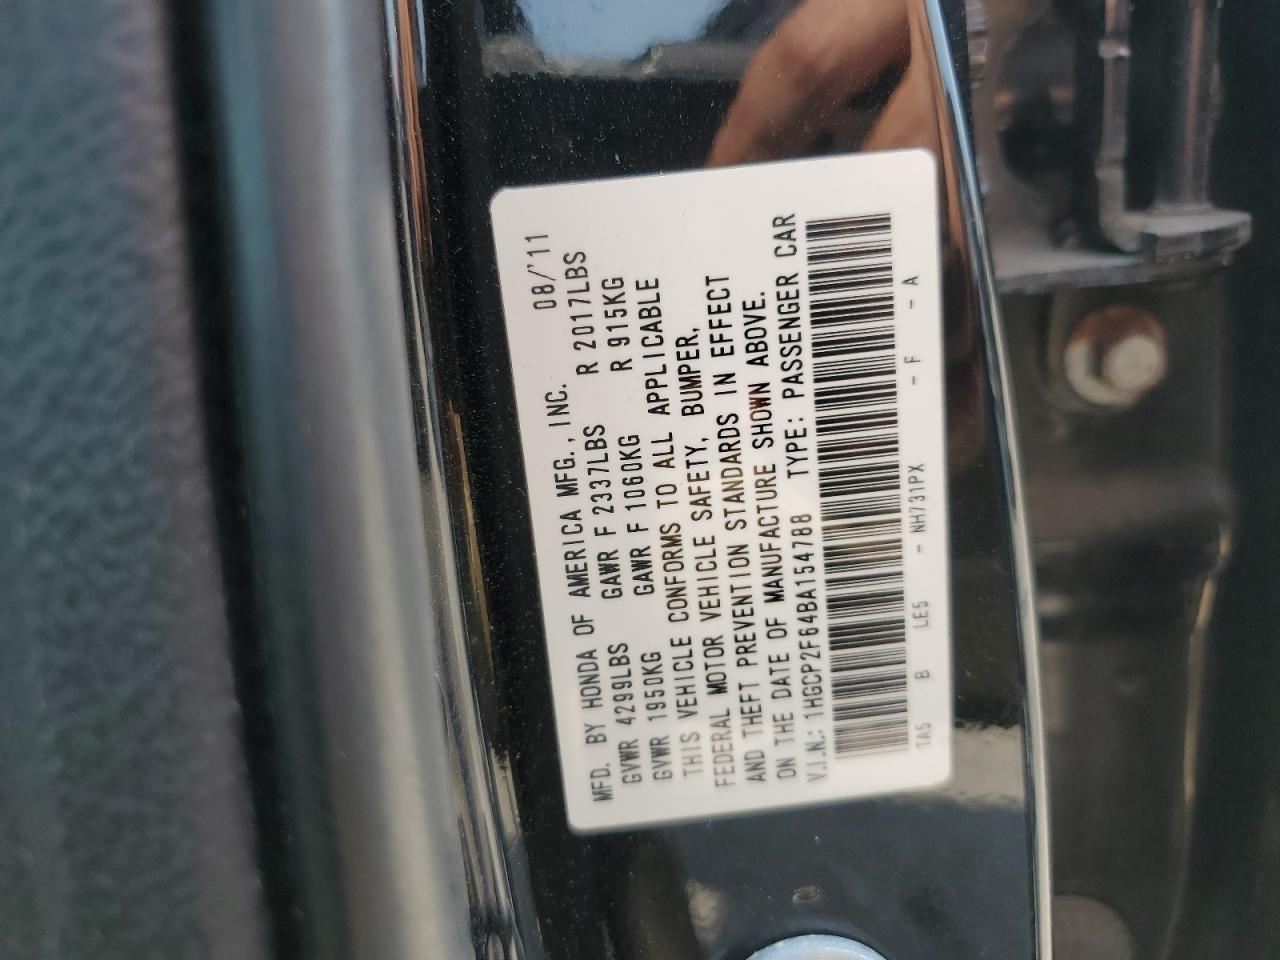 MFD. BY HONDA OF AMERICA MFG., INC. 08/'11
GVWR 4299LBS GAWR F 2337LBS R 2017LBS
GVWR 1950KG GAWR F 1060KG R 915KG
THIS VEHICLE CONFORMS TO ALL APPLICABLE
FEDERAL MOTOR VEHICLE SAFETY, BUMPER,
AND THEFT PREVENTION STANDARDS IN EFFECT
ON THE DATE OF MANUFACTURE SHOWN ABOVE.
V.I.N.: 1HGCP2F64BA154788 TYPE: PASSENGER CAR
TA5 B LE5 - NH731PX - F - A